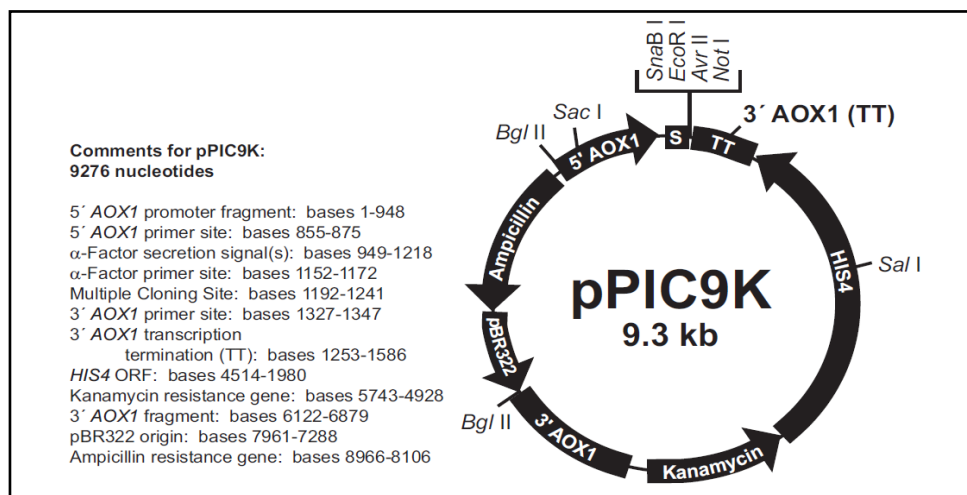 Comments for pPIC9K:
9276 nucleotides
5´ AOX1 promoter fragment: bases 1-948
5´ AOX1 primer site: bases 855-875
α-Factor secretion signal(s): bases 949-1218
α-Factor primer site: bases 1152-1172
Multiple Cloning Site: bases 1192-1241
3´ AOX1 primer site: bases 1327-1347
3´ AOX1 transcription
termination (TT): bases 1253-1586
HIS4 ORF: bases 4514-1980
Kanamycin resistance gene: bases 5743-4928
3´ AOX1 fragment: bases 6122-6879
pBR322 origin: bases 7961-7288
Ampicillin resistance gene: bases 8966-8106
SnaB I
EcoR I
Avr II
Not I
Sac I
Bgl II
5´ AOX1
S
TT
3´ AOX1 (TT)
HIS4
Sal I
Kanamycin
3´ AOX1
Bgl II
pBR322
Ampicillin
pPIC9K
9.3 kb